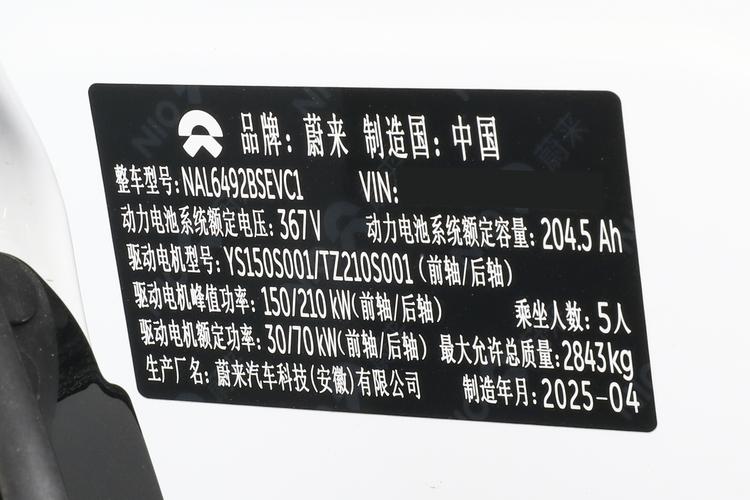 品牌：蔚来 制造国：中国
整车型号：NAL6492BSEVC1 VIN：
动力电池系统额定电压：367V 动力电池系统额定容量：204.5 Ah
驱动电机型号：YS150S001/TZ210S001（前轴/后轴）
驱动电机峰值功率：150/210 kW（前轴/后轴） 乘坐人数：5人
驱动电机额定功率：30/70 kW（前轴/后轴） 最大允许总质量：2843kg
生产厂名：蔚来汽车科技（安徽）有限公司 制造年月：2025-04